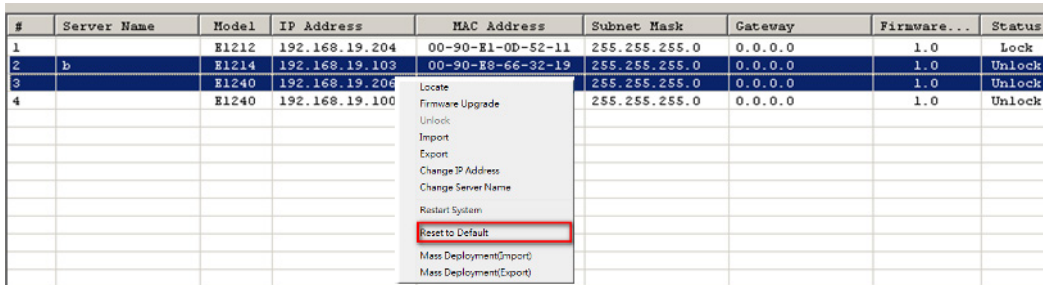 # Server Name Model IP Address MAC Address Subnet Mask Gateway Firmware... Status
1 E1212 192.168.19.204 00-90-E1-0D-52-11 255.255.255.0 0.0.0.0 1.0 Lock
2 b E1214 192.168.19.103 00-90-E8-66-32-19 255.255.255.0 0.0.0.0 1.0 Unlock
3 E1240 192.168.19.206 255.255.255.0 0.0.0.0 1.0 Unlock
4 E1240 192.168.19.100 255.255.255.0 0.0.0.0 1.0 Unlock
Locate
Firmware Upgrade
Unlock
Import
Export
Change IP Address
Change Server Name
Restart System
Reset to Default
Mass Deployment(Import)
Mass Deployment(Export)